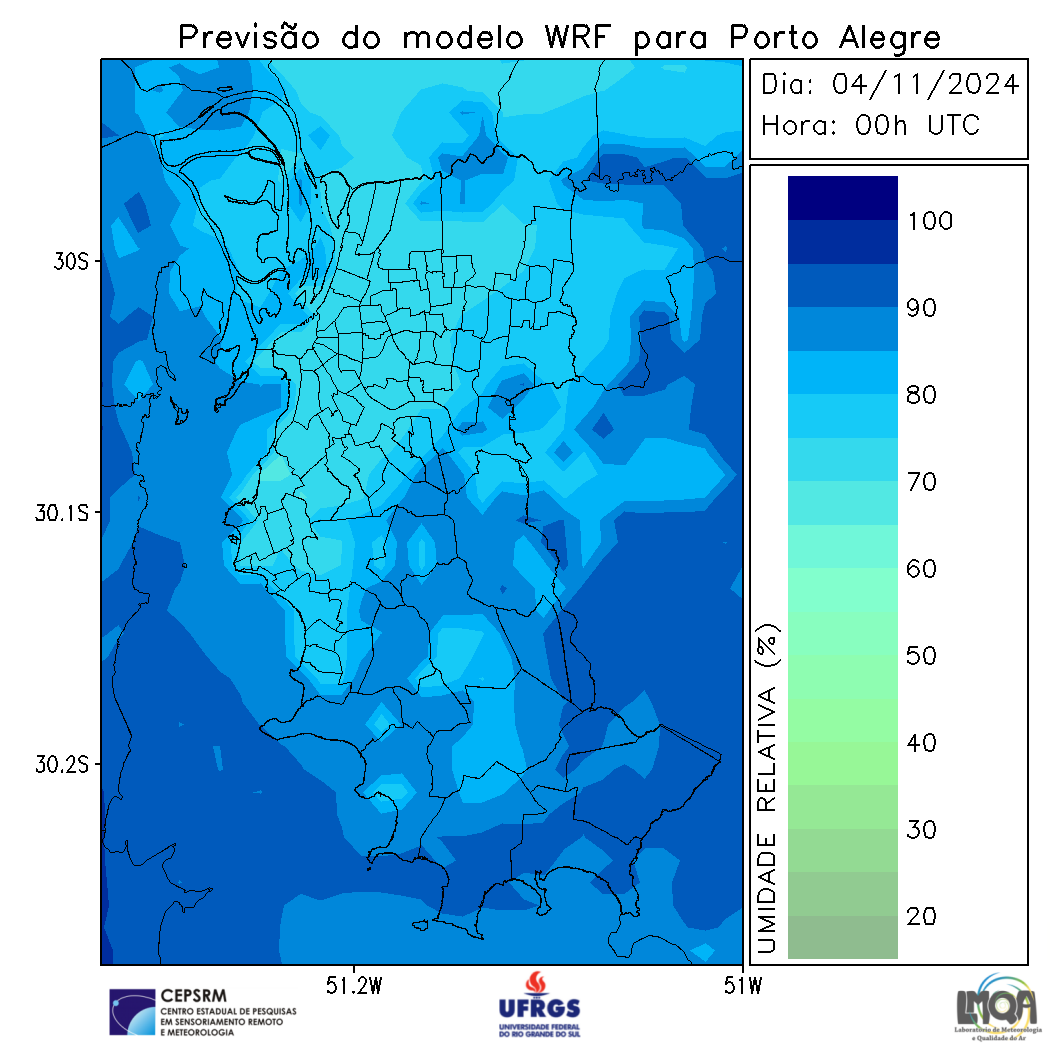 Previsão do modelo WRF para Porto Alegre
Dia: 04/11/2024
Hora: 00h UTC
30S
30.1S
30.2S
51.2W
51W
100
90
80
70
60
50
40
30
20
UMIDADE RELATIVA (%)
CEPSRM
CENTRO ESTADUAL DE PESQUISAS
EM SENSORIAMENTO REMOTO
E METEOROLOGIA
UFRGS
UNIVERSIDADE FEDERAL
DO RIO GRANDE DO SUL
LMQA
Laboratório de Meteorologia
e Qualidade do Ar